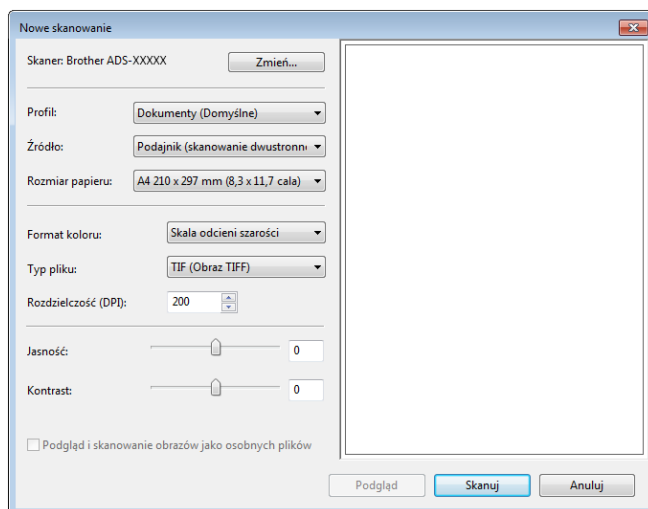 Nowe skanowanie
Skaner: Brother ADS-XXXXX Zmień...
Profil: Dokumenty (Domyślne)
Źródło: Podajnik (skanowanie dwustronn
Rozmiar papieru: A4 210 x 297 mm (8,3 x 11,7 cala)
Format koloru: Skala odcieni szarości
Typ pliku: TIF (Obraz TIFF)
Rozdzielczość (DPI): 200
Jasność: 0
Kontrast: 0
Podgląd i skanowanie obrazów jako osobnych plików
Podgląd Skanuj Anuluj